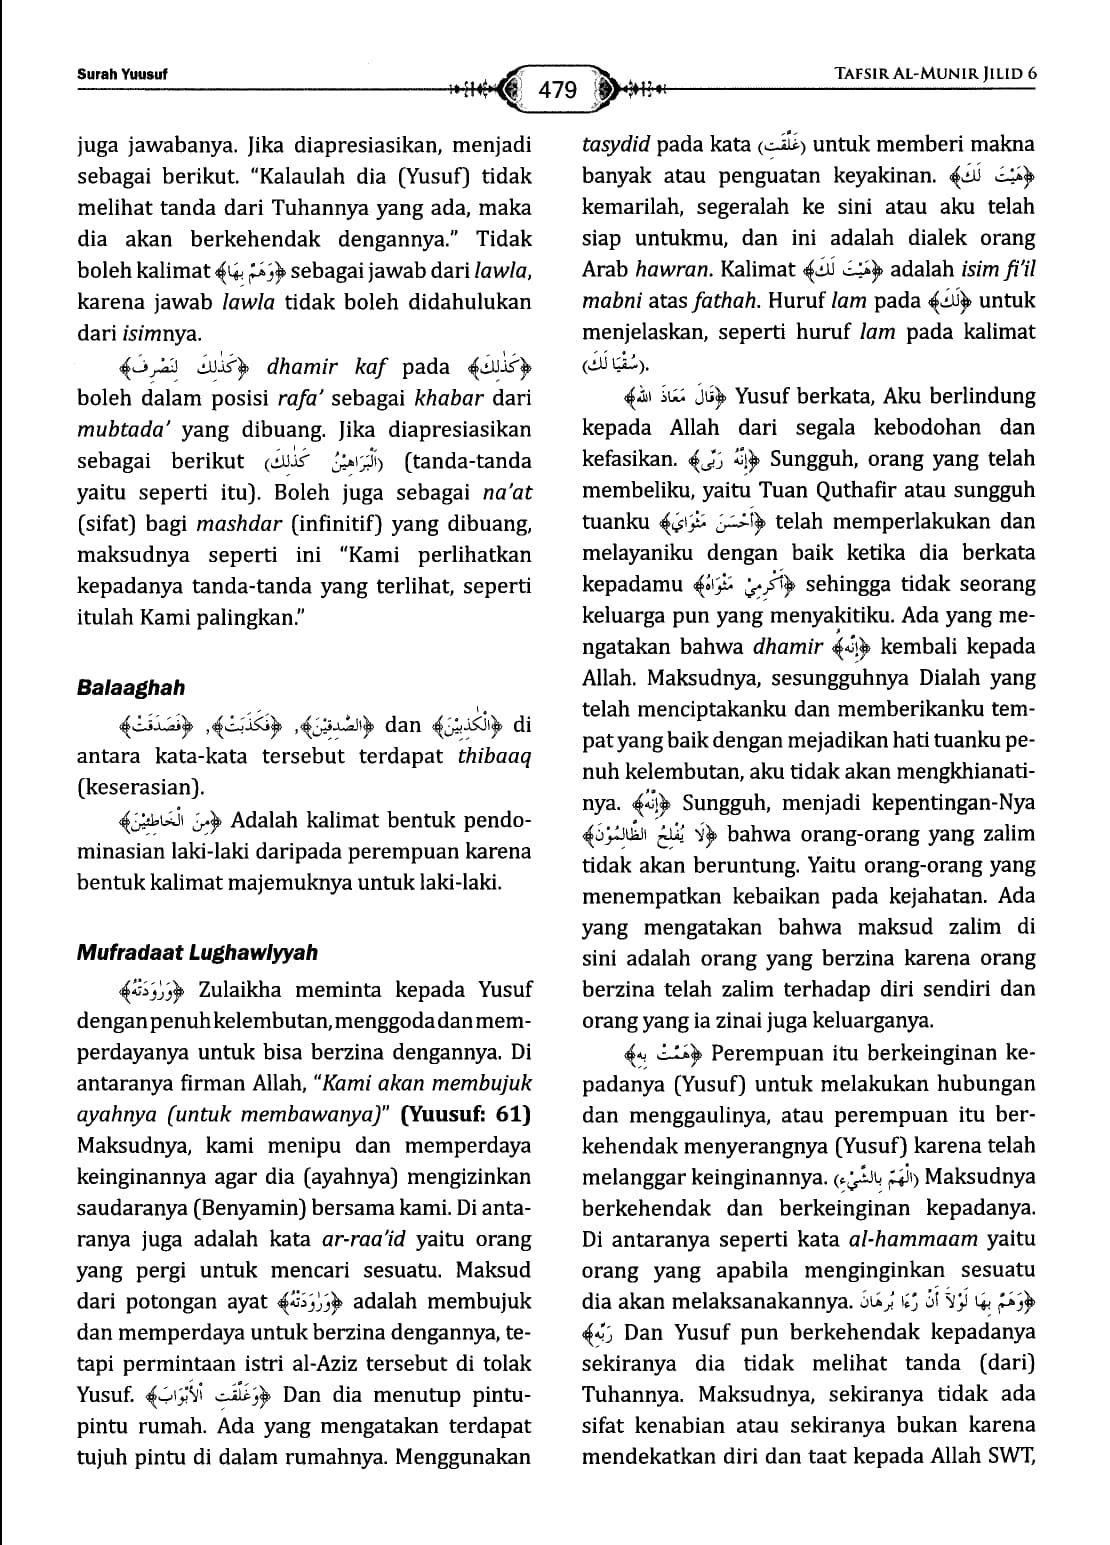 Surah Yuusuf
479
TAFSIR AL-MUNIR JILID 6
juga jawabanya. Jika diapresiasikan, menjadi
sebagai berikut. “Kalaulah dia (Yusuf) tidak
melihat tanda dari Tuhannya yang ada, maka
dia akan berkehendak dengannya.” Tidak
boleh kalimat ﴿وَهَمَّ بِهَا﴾ sebagai jawab dari lawla,
karena jawab lawla tidak boleh didahulukan
dari isimnya.
﴿كَذٰلِكَ لِنَصْرِفَ﴾ dhamir kaf pada ﴿كَذٰلِكَ﴾
boleh dalam posisi rafa’ sebagai khabar dari
mubtada’ yang dibuang. Jika diapresiasikan
sebagai berikut (اَلْبَرَاهِيْنُ كَذٰلِكَ) (tanda-tanda
yaitu seperti itu). Boleh juga sebagai na’at
(sifat) bagi mashdar (infinitif) yang dibuang,
maksudnya seperti ini “Kami perlihatkan
kepadanya tanda-tanda yang terlihat, seperti
itulah Kami palingkan.”
Balaaghah
﴿فَصَدَقَتْ﴾, ﴿فَكَذَبَتْ﴾, ﴿الصّٰدِقِيْنَ﴾ dan ﴿الْكٰذِبِيْنَ﴾ di
antara kata-kata tersebut terdapat thibaaq
(keserasian).
﴿مِنَ الْخَاطِئِيْنَ﴾ Adalah kalimat bentuk pendo-
minasian laki-laki daripada perempuan karena
bentuk kalimat majemuknya untuk laki-laki.
Mufradaat Lughawiyyah
﴿وَرٰوَدَتْهُ﴾ Zulaikha meminta kepada Yusuf
dengan penuh kelembutan, menggoda dan mem-
perdayanya untuk bisa berzina dengannya. Di
antaranya firman Allah, “Kami akan membujuk
ayahnya (untuk membawanya)” (Yuusuf: 61)
Maksudnya, kami menipu dan memperdaya
keinginannya agar dia (ayahnya) mengizinkan
saudaranya (Benyamin) bersama kami. Di anta-
ranya juga adalah kata ar-raa’id yaitu orang
yang pergi untuk mencari sesuatu. Maksud
dari potongan ayat ﴿وَرٰوَدَتْهُ﴾ adalah membujuk
dan memperdaya untuk berzina dengannya, te-
tapi permintaan istri al-Aziz tersebut di tolak
Yusuf. ﴿وَغَلَّقَتِ الْأَبْوَابَ﴾ Dan dia menutup pintu-
pintu rumah. Ada yang mengatakan terdapat
tujuh pintu di dalam rumahnya. Menggunakan
tasydid pada kata (غَلَّقَتِ) untuk memberi makna
banyak atau penguatan keyakinan. ﴿هَيْتَ لَكَ﴾
kemarilah, segeralah ke sini atau aku telah
siap untukmu, dan ini adalah dialek orang
Arab hawran. Kalimat ﴿هَيْتَ لَكَ﴾ adalah isim fi’il
mabni atas fathah. Huruf lam pada ﴿لَكَ﴾ untuk
menjelaskan, seperti huruf lam pada kalimat
(سُقْيَا لَكَ).
﴿قَالَ مَعَاذَ اللهِ﴾ Yusuf berkata, Aku berlindung
kepada Allah dari segala kebodohan dan
kefasikan. ﴿إِنَّهُ رَبِّى﴾ Sungguh, orang yang telah
membeliku, yaitu Tuan Quthafir atau sungguh
tuanku ﴿أَحْسَنَ مَثْوَايَ﴾ telah memperlakukan dan
melayaniku dengan baik ketika dia berkata
kepadamu ﴿أَكْرِمِيْ مَثْوَاهُ﴾ sehingga tidak seorang
keluarga pun yang menyakitiku. Ada yang me-
ngatakan bahwa dhamir ﴿إِنَّهُ﴾ kembali kepada
Allah. Maksudnya, sesungguhnya Dialah yang
telah menciptakanku dan memberikanku tem-
pat yang baik dengan mejadikan hati tuanku pe-
nuh kelembutan, aku tidak akan mengkhianati-
nya. ﴿إِنَّهُ﴾ Sungguh, menjadi kepentingan-Nya
﴿لَا يُفْلِحُ الظَّالِمُوْنَ﴾ bahwa orang-orang yang zalim
tidak akan beruntung. Yaitu orang-orang yang
menempatkan kebaikan pada kejahatan. Ada
yang mengatakan bahwa maksud zalim di
sini adalah orang yang berzina karena orang
berzina telah zalim terhadap diri sendiri dan
orang yang ia zinai juga keluarganya.
﴿هَمَّتْ بِهِ﴾ Perempuan itu berkeinginan ke-
padanya (Yusuf) untuk melakukan hubungan
dan menggaulinya, atau perempuan itu ber-
kehendak menyerangnya (Yusuf) karena telah
melanggar keinginannya. (الْهَمّ بِالشَّيْءِ) Maksudnya
berkehendak dan berkeinginan kepadanya.
Di antaranya seperti kata al-hammaam yaitu
orang yang apabila menginginkan sesuatu
dia akan melaksanakannya. ﴿وَهَمَّ بِهَا لَوْلَآ أَنْ رَّءَا بُرْهَانَ
رَبِّهِ﴾ Dan Yusuf pun berkehendak kepadanya
sekiranya dia tidak melihat tanda (dari)
Tuhannya. Maksudnya, sekiranya tidak ada
sifat kenabian atau sekiranya bukan karena
mendekatkan diri dan taat kepada Allah SWT,